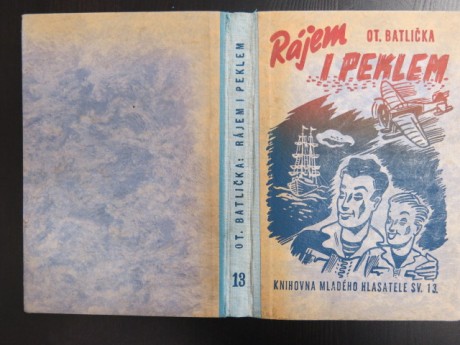 OT. BATLIČKA: RÁJEM I PEKLEM
13
OT. BATLIČKA
Rájem
I PEKLEM
KNIHOVNA MLADÉHO HLASATELE SV. 13.